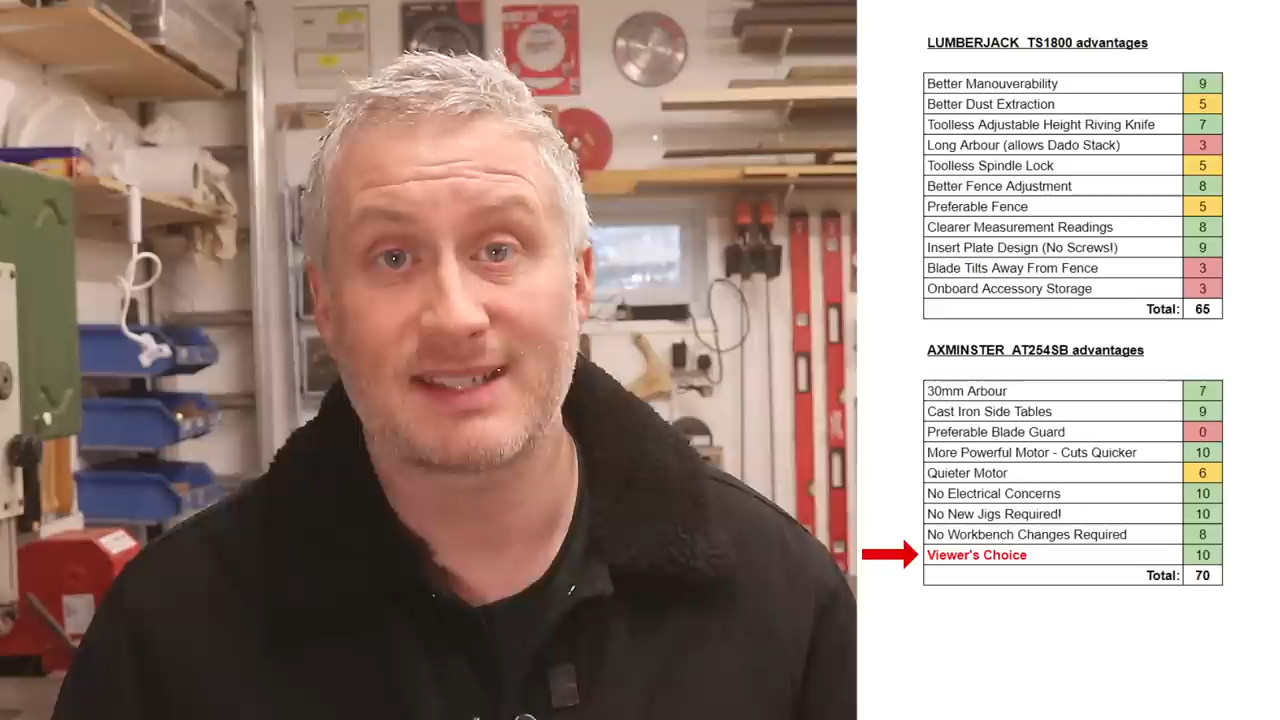 LUMBERJACK TS1800 advantages
Better Manouverability 9
Better Dust Extraction 5
Toolless Adjustable Height Riving Knife 7
Long Arbour (allows Dado Stack) 3
Toolless Spindle Lock 5
Better Fence Adjustment 8
Preferable Fence 5
Clearer Measurement Readings 8
Insert Plate Design (No Screws!) 9
Blade Tilts Away From Fence 3
Onboard Accessory Storage 3
Total: 65
AXMINSTER AT254SB advantages
30mm Arbour 7
Cast Iron Side Tables 9
Preferable Blade Guard 0
More Powerful Motor - Cuts Quicker 10
Quieter Motor 6
No Electrical Concerns 10
No New Jigs Required! 10
No Workbench Changes Required 8
Viewer's Choice 10
Total: 70